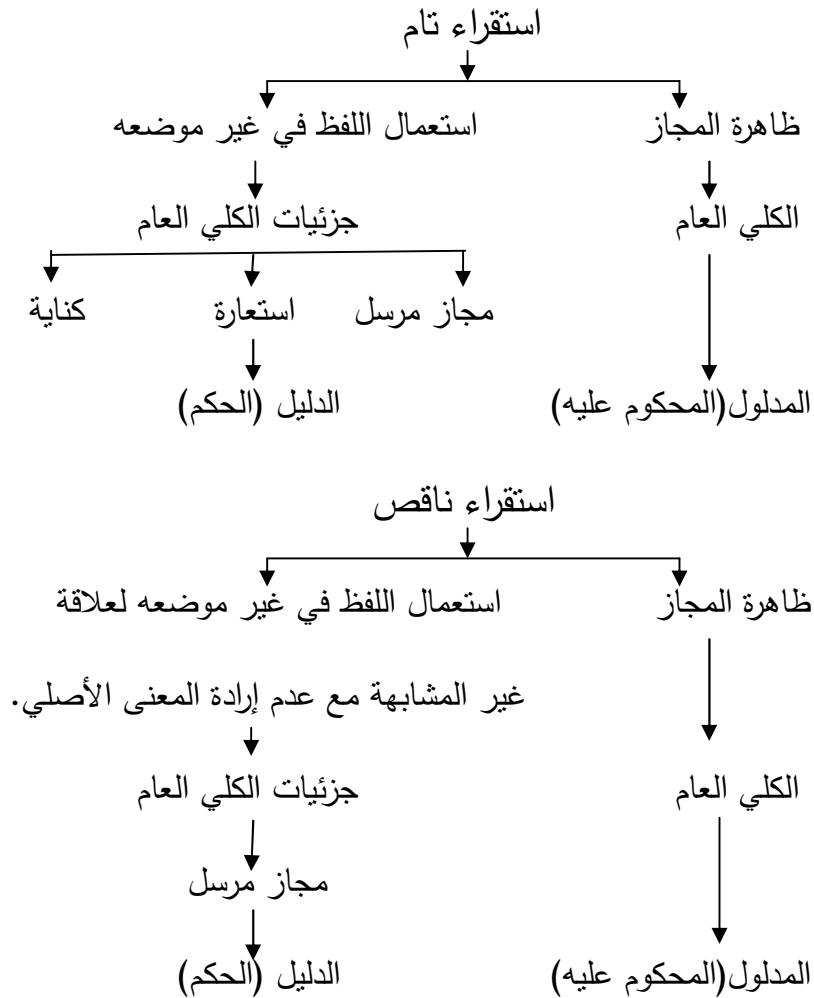 استقراء تام
ظاهرة المجاز استعمال اللفظ في غير موضعه
الكلي العام جزئيات الكلي العام
مجاز مرسل استعارة كناية
المدلول(المحكوم عليه) الدليل (الحكم)
استقراء ناقص
ظاهرة المجاز استعمال اللفظ في غير موضعه لعلاقة
غير المشابهة مع عدم إرادة المعنى الأصلي.
الكلي العام جزئيات الكلي العام
مجاز مرسل
المدلول(المحكوم عليه) الدليل (الحكم)